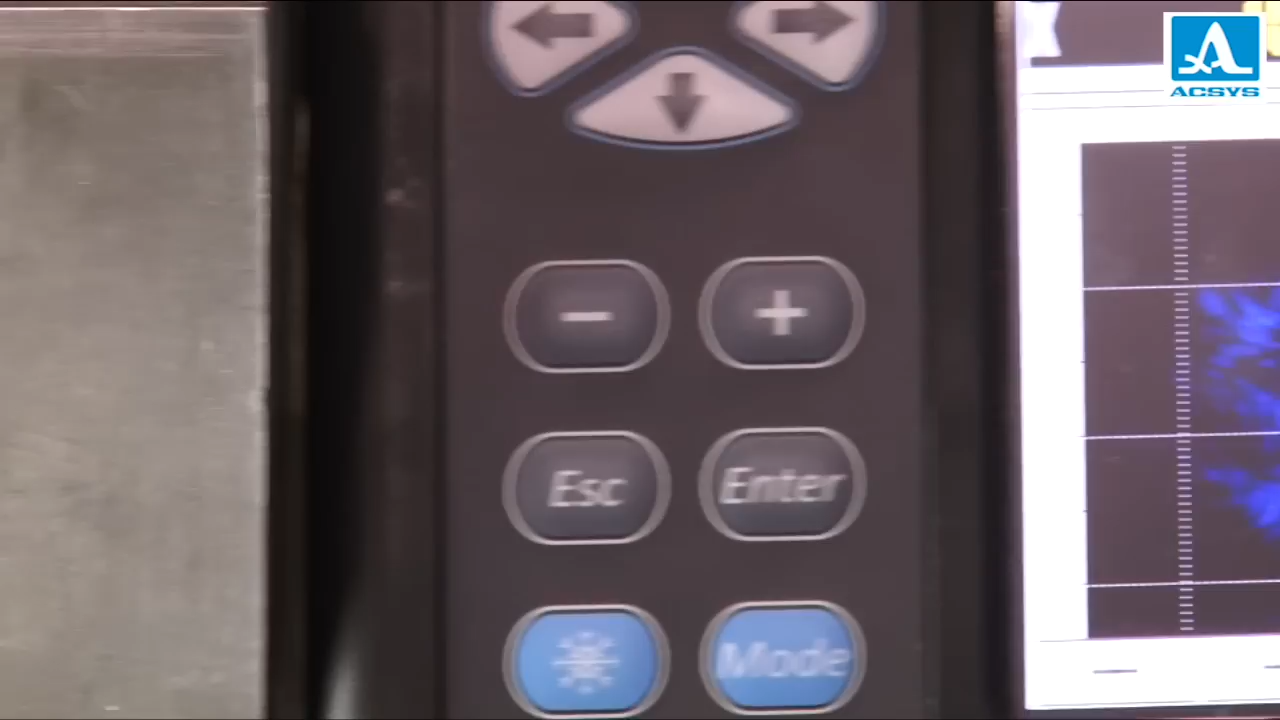 ACSYS
− +
Esc Enter
Mode